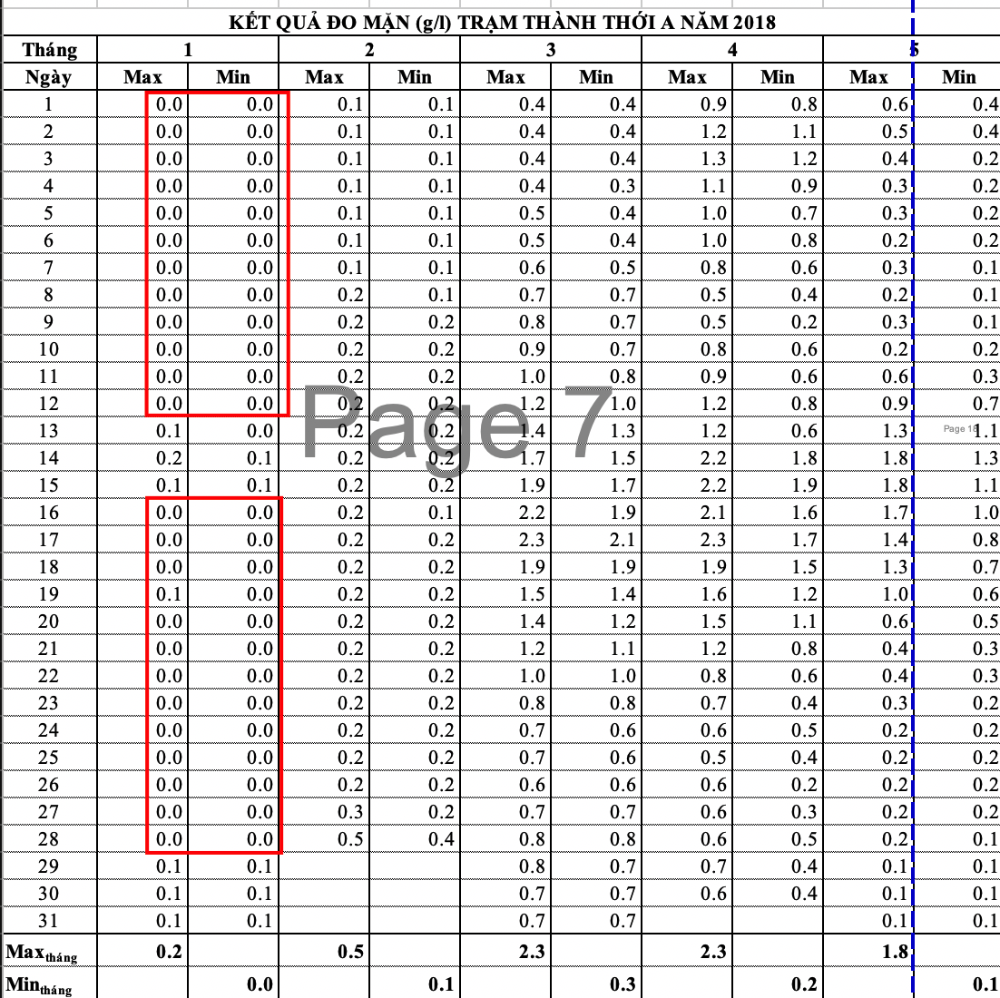 KẾT QUẢ ĐO MẶN (g/l) TRẠM THÀNH THỚI A NĂM 2018
Tháng 1 2 3 4 5
Ngày Max Min Max Min Max Min Max Min Max Min
1 0.0 0.0 0.1 0.1 0.4 0.4 0.9 0.8 0.6 0.4
2 0.0 0.0 0.1 0.1 0.4 0.4 1.2 1.1 0.5 0.4
3 0.0 0.0 0.1 0.1 0.4 0.4 1.3 1.2 0.4 0.2
4 0.0 0.0 0.1 0.1 0.4 0.3 1.1 0.9 0.3 0.2
5 0.0 0.0 0.1 0.1 0.5 0.4 1.0 0.7 0.3 0.2
6 0.0 0.0 0.1 0.1 0.5 0.4 1.0 0.8 0.2 0.2
7 0.0 0.0 0.1 0.1 0.6 0.5 0.8 0.6 0.3 0.1
8 0.0 0.0 0.2 0.1 0.7 0.7 0.5 0.4 0.2 0.1
9 0.0 0.0 0.2 0.2 0.8 0.7 0.5 0.2 0.3 0.1
10 0.0 0.0 0.2 0.2 0.9 0.7 0.8 0.6 0.2 0.2
11 0.0 0.0 0.2 0.2 1.0 0.8 0.9 0.6 0.6 0.3
12 0.0 0.0 0.2 0.2 1.2 1.0 1.2 0.8 0.9 0.7
Page 7
13 0.1 0.0 0.2 0.2 1.4 1.3 1.2 0.6 1.3 1.1
Page
14 0.2 0.1 0.2 0.2 1.7 1.5 2.2 1.8 1.8 1.3
15 0.1 0.1 0.2 0.2 1.9 1.7 2.2 1.9 1.8 1.1
16 0.0 0.0 0.2 0.1 2.2 1.9 2.1 1.6 1.7 1.0
17 0.0 0.0 0.2 0.2 2.3 2.1 2.3 1.7 1.4 0.8
18 0.0 0.0 0.2 0.2 1.9 1.9 1.9 1.5 1.3 0.7
19 0.1 0.0 0.2 0.2 1.5 1.4 1.6 1.2 1.0 0.6
20 0.0 0.0 0.2 0.2 1.4 1.2 1.5 1.1 0.6 0.5
21 0.0 0.0 0.2 0.2 1.2 1.1 1.2 0.8 0.4 0.3
22 0.0 0.0 0.2 0.2 1.0 1.0 0.8 0.6 0.4 0.3
23 0.0 0.0 0.2 0.2 0.8 0.8 0.7 0.4 0.3 0.2
24 0.0 0.0 0.2 0.2 0.7 0.6 0.6 0.5 0.2 0.2
25 0.0 0.0 0.2 0.2 0.7 0.6 0.5 0.4 0.2 0.2
26 0.0 0.0 0.2 0.2 0.6 0.6 0.6 0.2 0.2 0.2
27 0.0 0.0 0.3 0.2 0.7 0.7 0.6 0.3 0.2 0.2
28 0.0 0.0 0.5 0.4 0.8 0.8 0.6 0.5 0.2 0.1
29 0.1 0.1 0.8 0.7 0.7 0.4 0.1 0.1
30 0.1 0.1 0.7 0.7 0.6 0.4 0.1 0.1
31 0.1 0.1 0.7 0.7 0.1 0.1
Max tháng 0.2 0.5 2.3 2.3 1.8
Min tháng 0.0 0.1 0.3 0.2 0.1